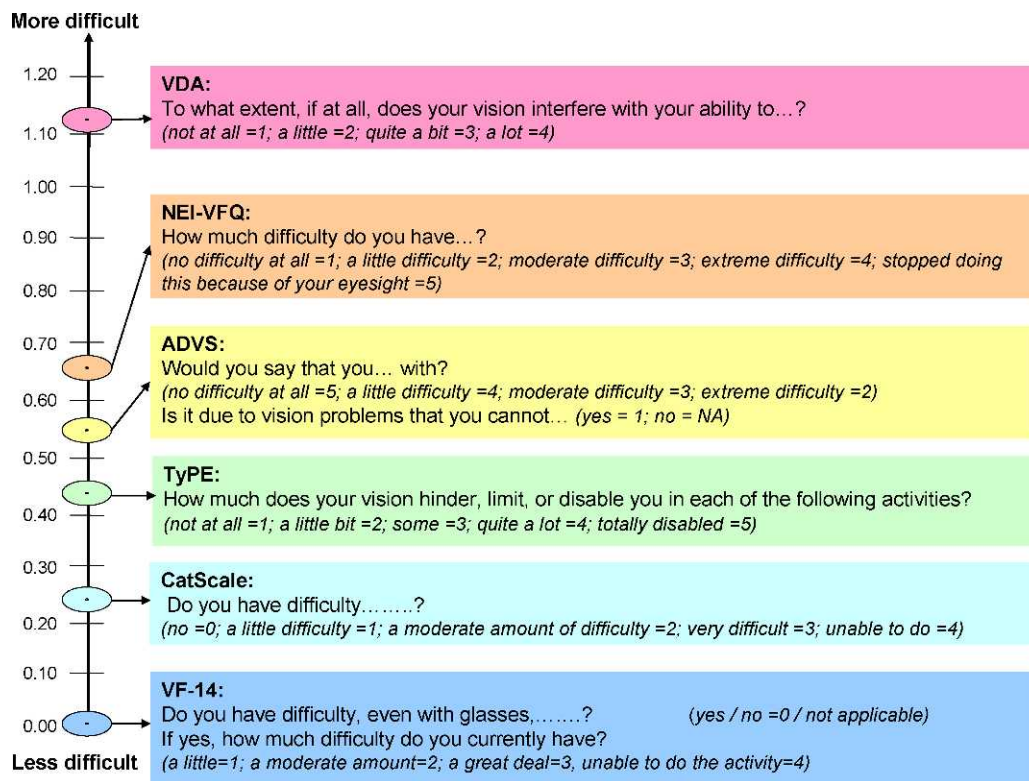 More difficult
1.20
1.10
1.00
0.90
0.80
0.70
0.60
0.50
0.40
0.30
0.20
0.10
0.00
Less difficult
VDA:
To what extent, if at all, does your vision interfere with your ability to…?
(not at all =1; a little =2; quite a bit =3; a lot =4)
NEI-VFQ:
How much difficulty do you have…?
(no difficulty at all =1; a little difficulty =2; moderate difficulty =3; extreme difficulty =4; stopped doing
this because of your eyesight =5)
ADVS:
Would you say that you… with?
(no difficulty at all =5; a little difficulty =4; moderate difficulty =3; extreme difficulty =2)
Is it due to vision problems that you cannot… (yes = 1; no = NA)
TyPE:
How much does your vision hinder, limit, or disable you in each of the following activities?
(not at all =1; a little bit =2; some =3; quite a lot =4; totally disabled =5)
CatScale:
Do you have difficulty……..?
(no =0; a little difficulty =1; a moderate amount of difficulty =2; very difficult =3; unable to do =4)
VF-14:
Do you have difficulty, even with glasses,…….? (yes / no =0 / not applicable)
If yes, how much difficulty do you currently have?
(a little=1; a moderate amount=2; a great deal=3, unable to do the activity=4)